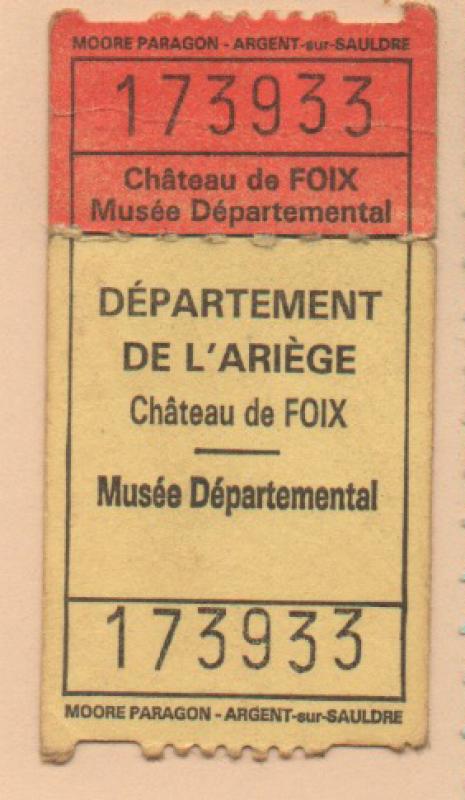 MOORE PARAGON - ARGENT-sur-SAULDRE
173933
Château de FOIX
Musée Départemental
DÉPARTEMENT
DE L'ARIÈGE
Château de FOIX
Musée Départemental
173933
MOORE PARAGON - ARGENT-sur-SAULDRE